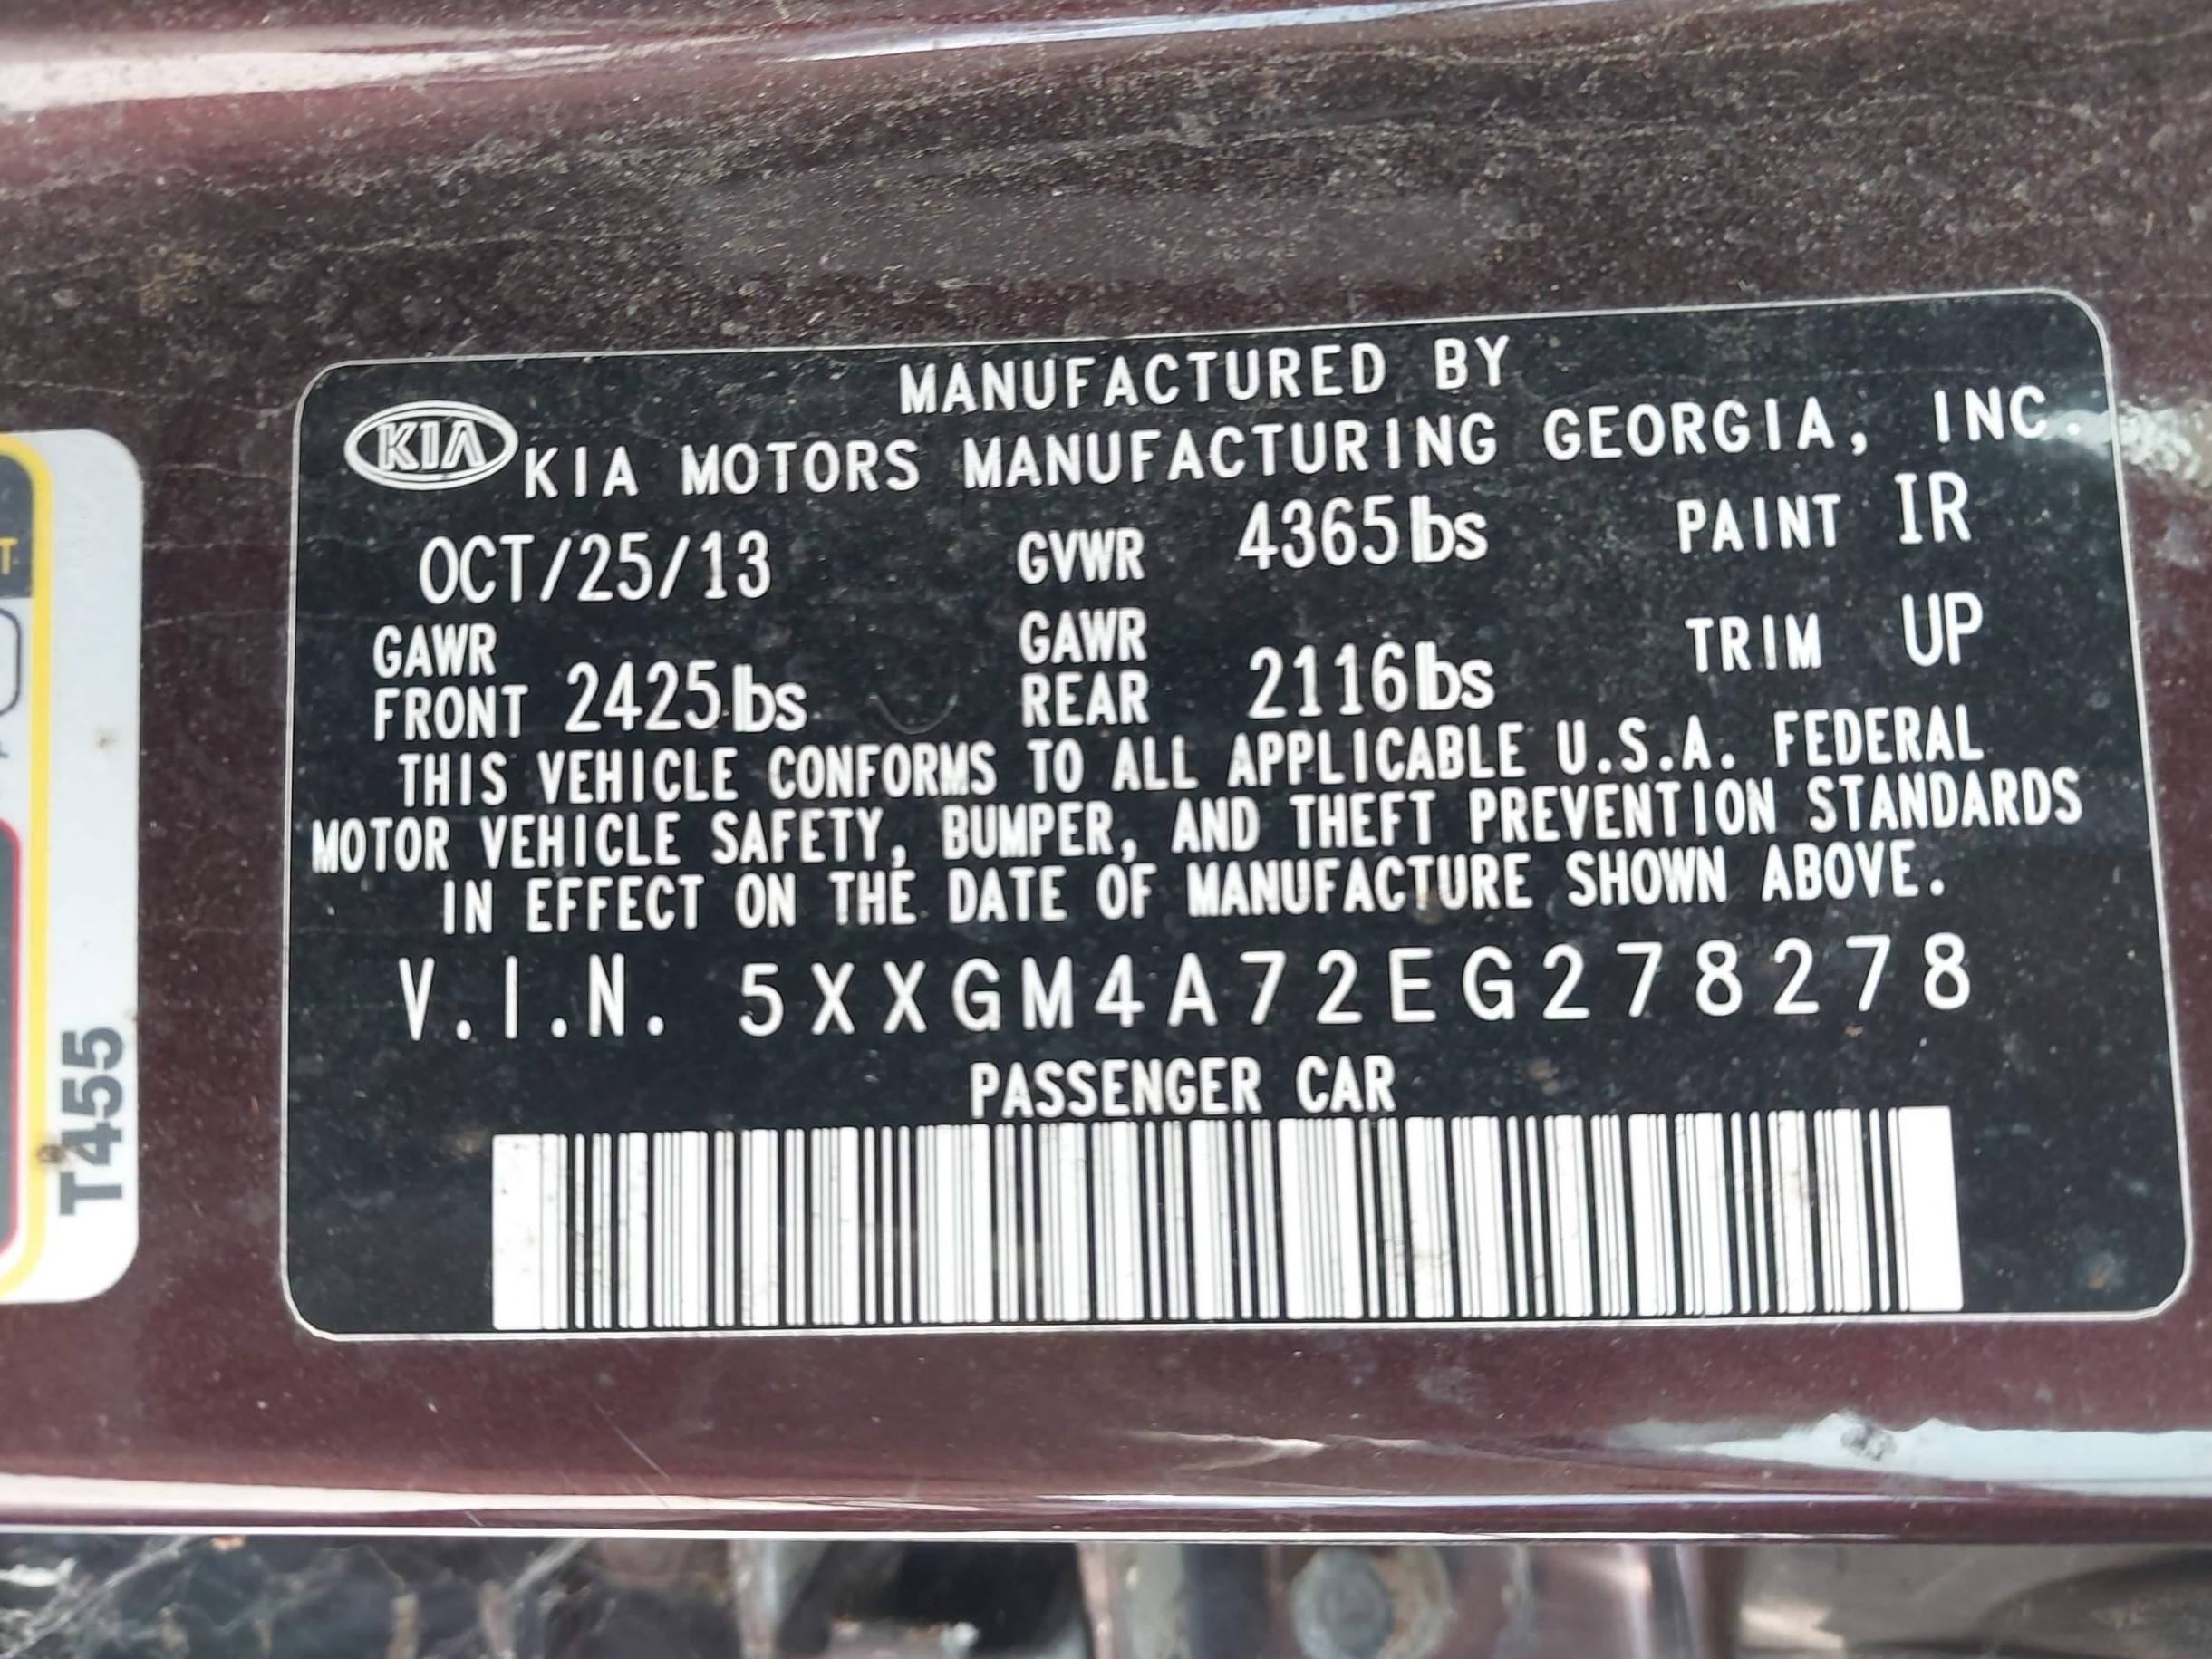 MANUFACTURED BY
KIA KIA MOTORS MANUFACTURING GEORGIA, INC.
OCT/25/13 GVWR 4365lbs PAINT IR
GAWR FRONT 2425lbs GAWR REAR 2116lbs TRIM UP
THIS VEHICLE CONFORMS TO ALL APPLICABLE U.S.A. FEDERAL
MOTOR VEHICLE SAFETY, BUMPER, AND THEFT PREVENTION STANDARDS
IN EFFECT ON THE DATE OF MANUFACTURE SHOWN ABOVE.
V.I.N. 5XXGM4A72EG278278
PASSENGER CAR
T455